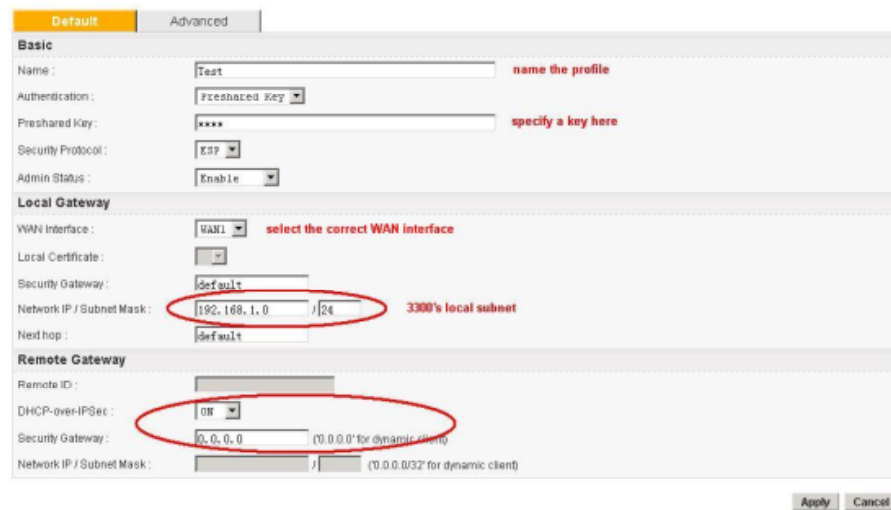 Default Advanced
Basic
Name : Test name the profile
Authentication : Preshared Key
Preshared Key : **** specify a key here
Security Protocol : ESP
Admin Status : Enable
Local Gateway
WAN Interface : WAN1 select the correct WAN interface
Local Certificate :
Security Gateway : default
Network IP / Subnet Mask : 192.168.1.0 / 24 3300's local subnet
Next hop : default
Remote Gateway
Remote ID :
DHCP-over-IPSec : ON
Security Gateway : 0.0.0.0 ('0.0.0.0' for dynamic client)
Network IP / Subnet Mask : / ('0.0.0.0/32' for dynamic client)
Apply Cancel